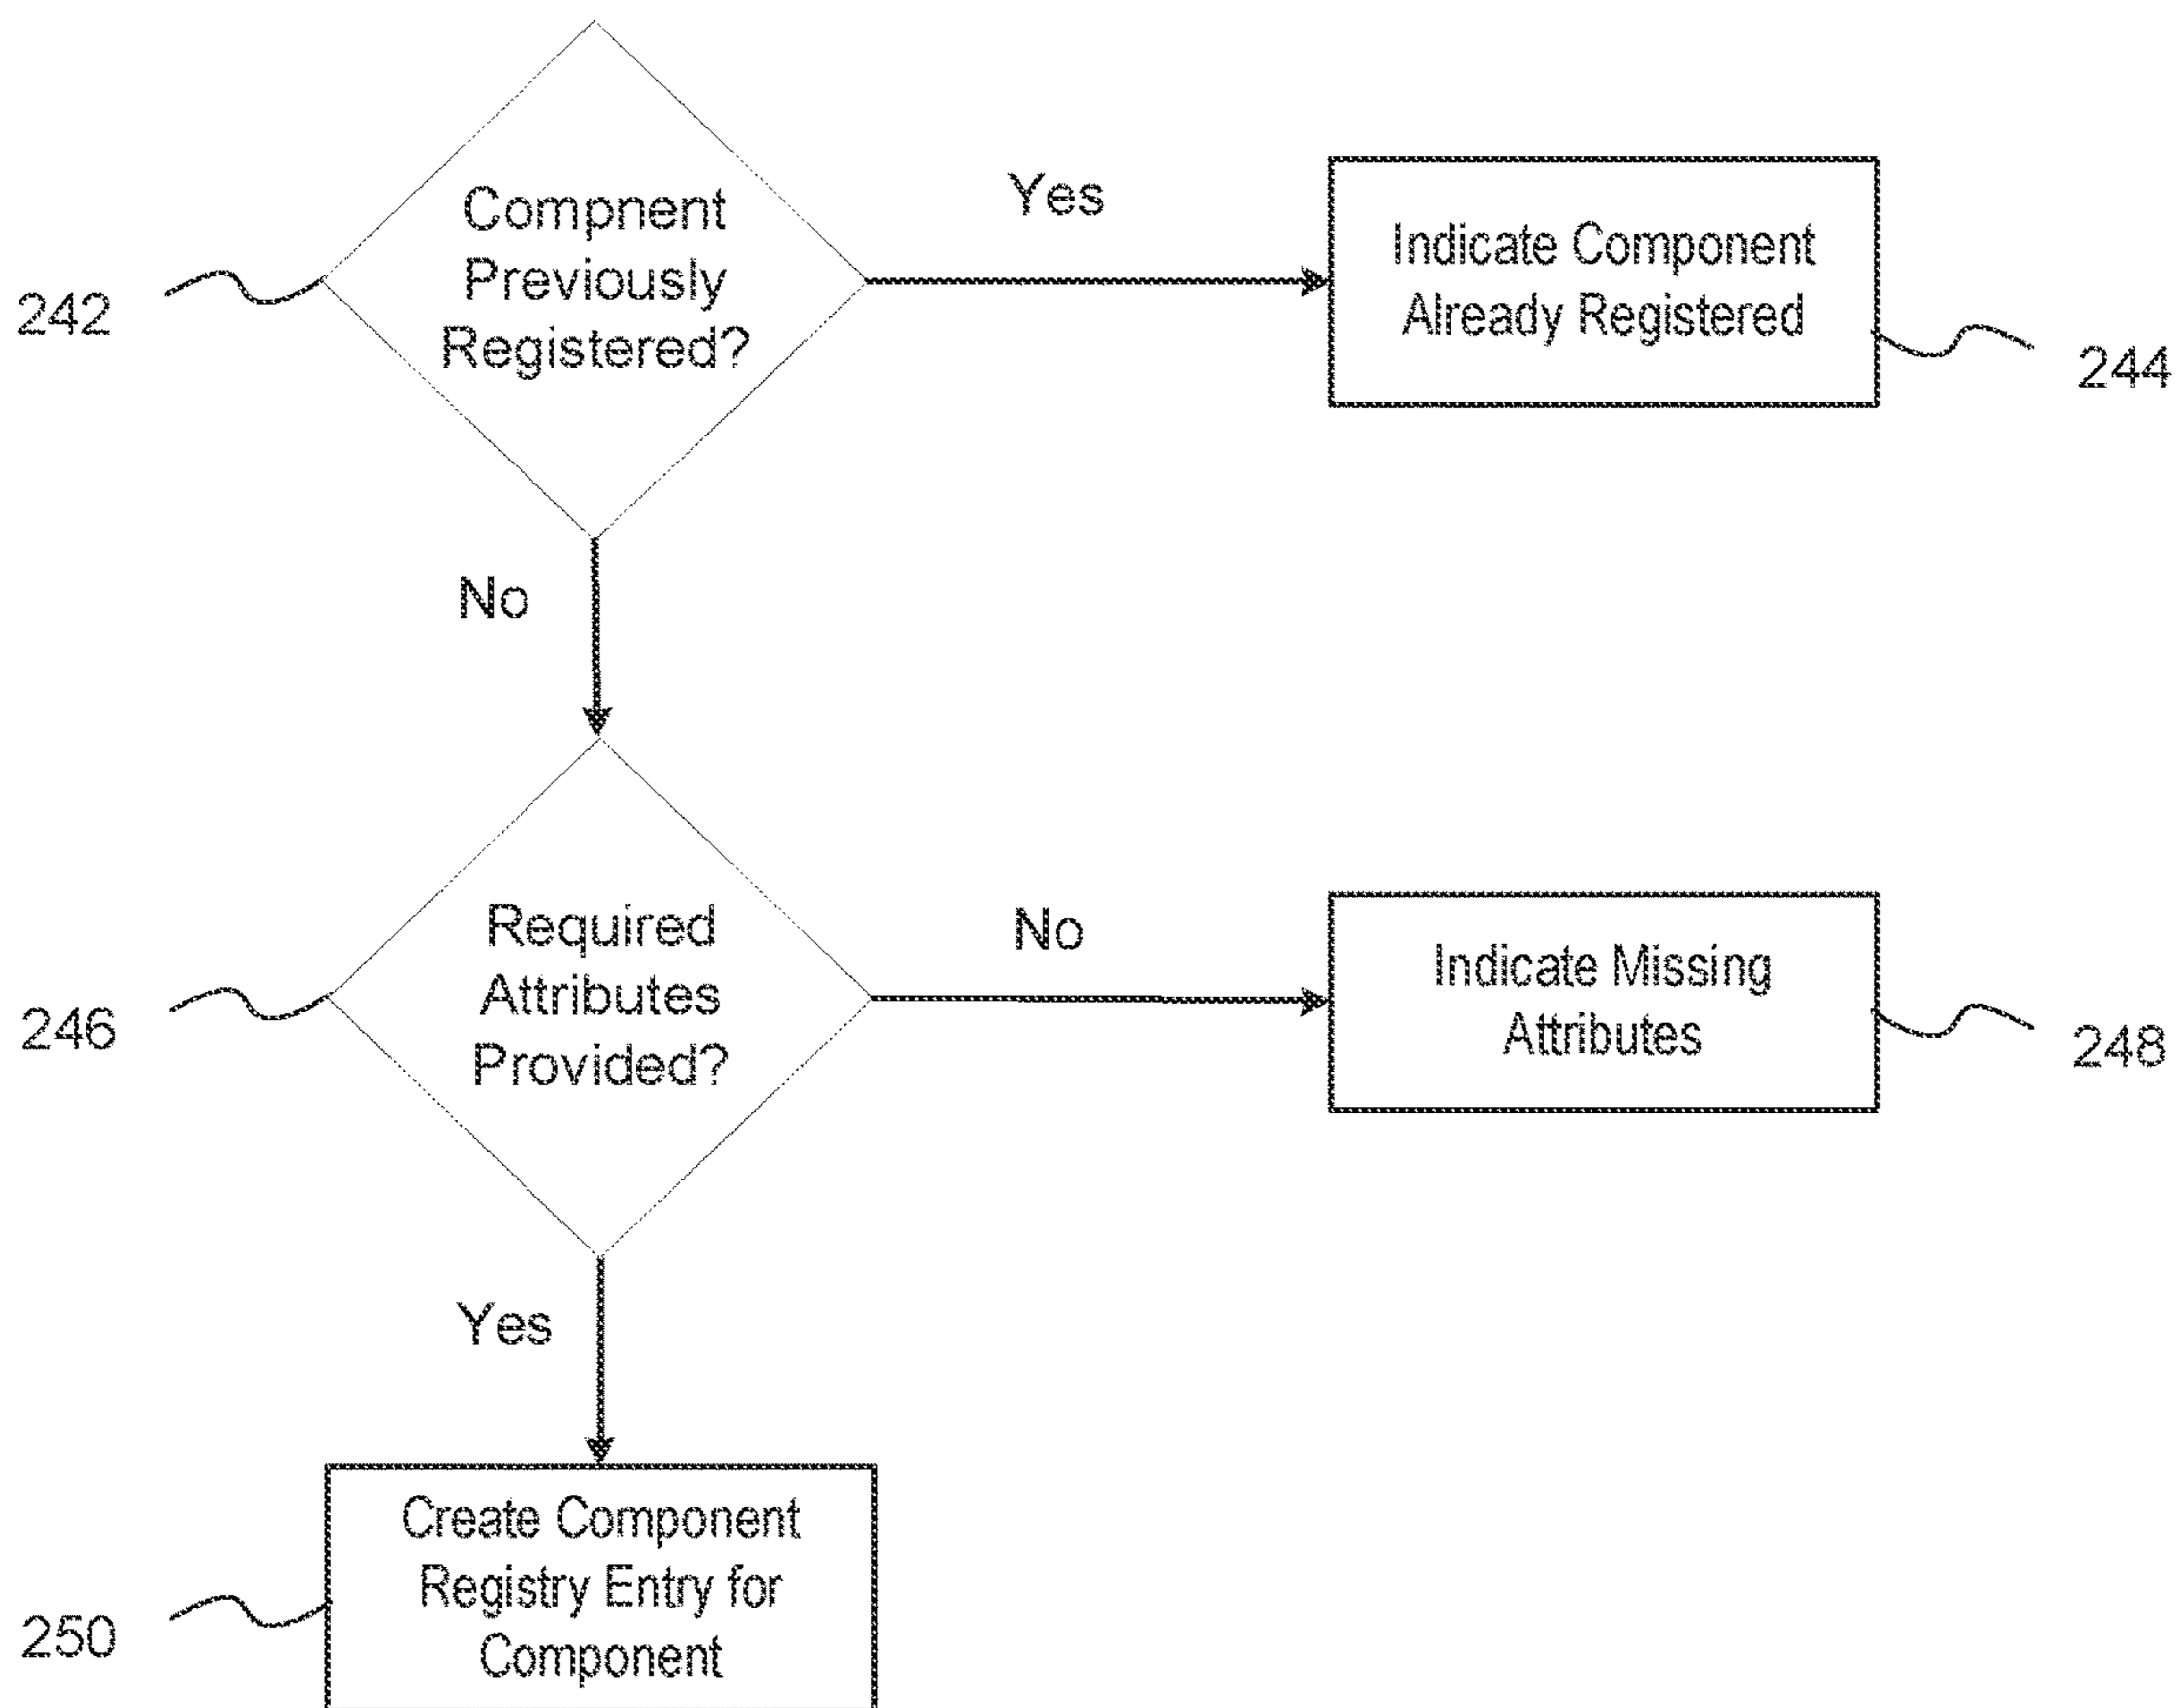 Compnent
Previously
Registered?
242
Yes
Indicate Component
Already Registered
244
No
Required
Attributes
Provided?
246
No
Indicate Missing
Attributes
248
Yes
Create Component
Registry Entry for
Component
250